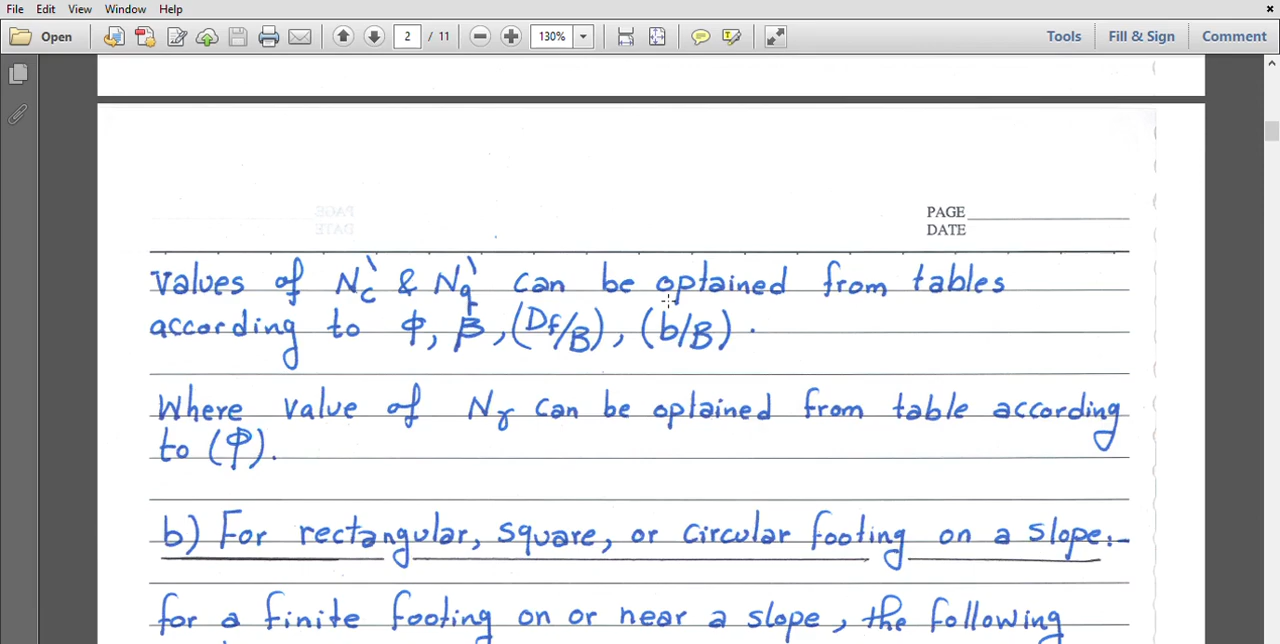 File Edit View Window Help
Open 2 / 11 130% Tools Fill & Sign Comment
PAGE
DATE
values of Nc` & Nq` can be optained from tables
according to Φ, β, (Df/B), (b/B).
Where value of Nγ can be optained from table according
to (Φ).
b) For rectangular, square, or circular footing on a slope:-
for a finite footing on or near a slope, the following